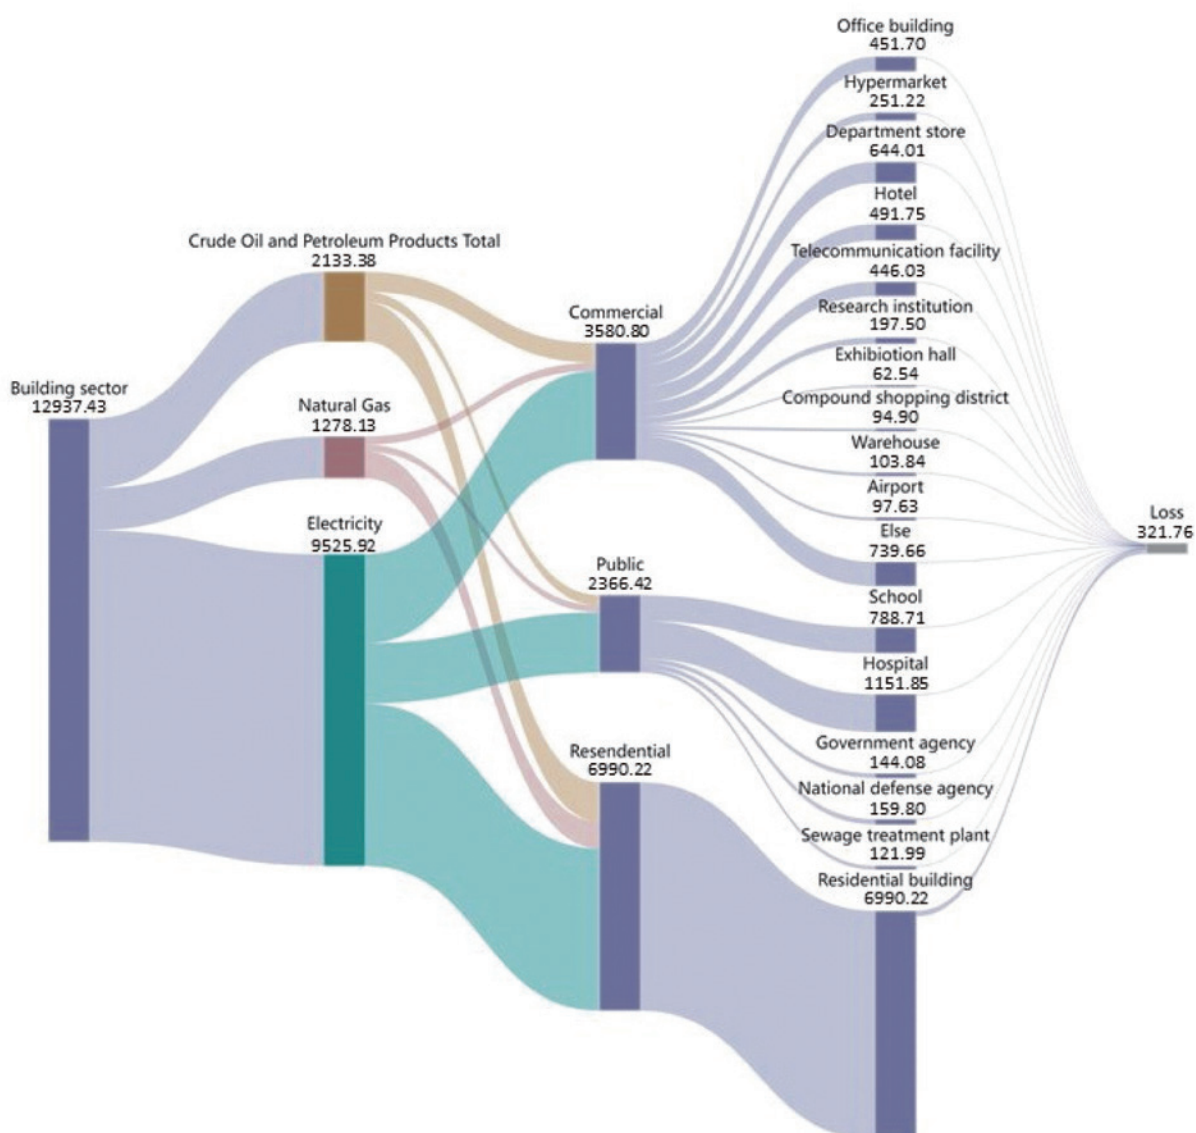 Building sector
12937.43
Crude Oil and Petroleum Products Total
2133.38
Natural Gas
1278.13
Electricity
9525.92
Commercial
3580.80
Public
2366.42
Resendential
6990.22
Office building
451.70
Hypermarket
251.22
Department store
644.01
Hotel
491.75
Telecommunication facility
446.03
Research institution
197.50
Exhibiotion hall
62.54
Compound shopping district
94.90
Warehouse
103.84
Airport
97.63
Else
739.66
School
788.71
Hospital
1151.85
Government agency
144.08
National defense agency
159.80
Sewage treatment plant
121.99
Residential building
6990.22
Loss
321.76